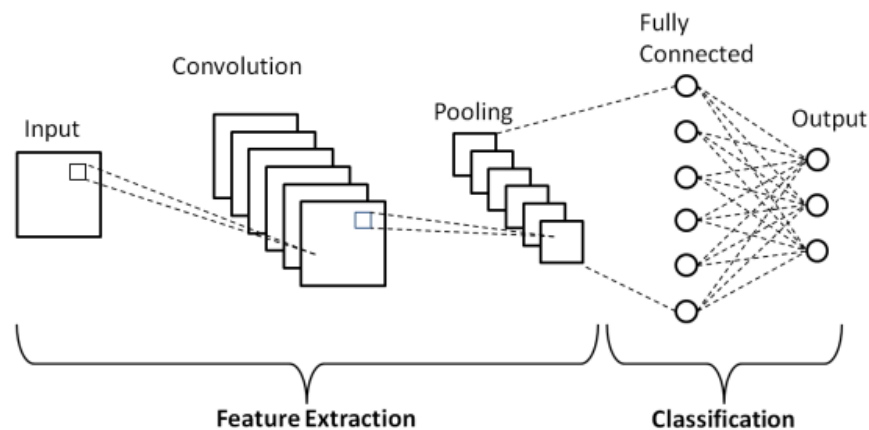 Input
Convolution
Pooling
Fully
Connected
Output
Feature Extraction
Classification